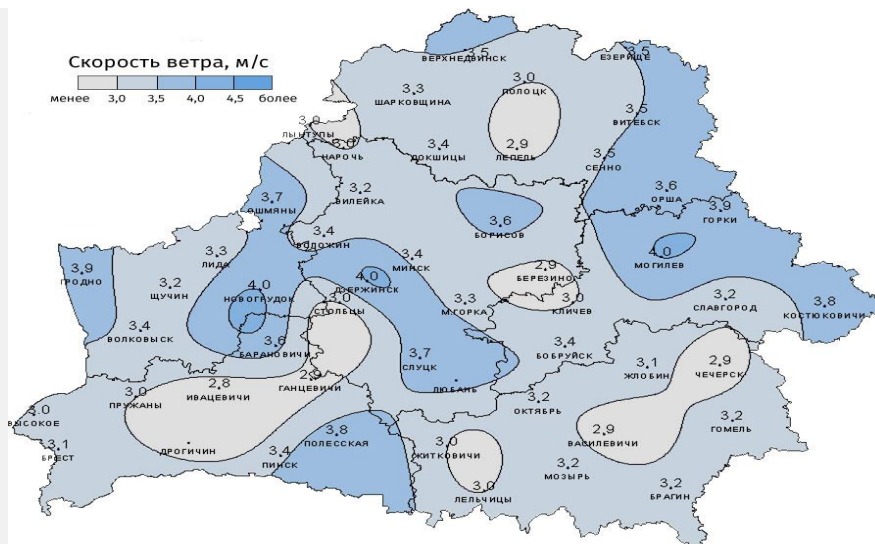 Скорость ветра, м/с
менее 3,0 3,5 4,0 4,5 более
3,5
ВЕРХНЕДВИНСК
3,5
ЕЗЕРИЩЕ
3,3
ШАРКОВЩИНА
3,0
ПОЛОЦК
3,0
ЛЫНТУПЫ
3,0
НАРОЧЬ
3,4
ДОКШИЦЫ
2,9
ЛЕПЕЛЬ
3,5
ВИТЕБСК
3,5
СЕННО
3,7
ОШМЯНЫ
3,2
ВИЛЕЙКА
3,6
БОРИСОВ
3,6
ОРША
3,9
ГОРКИ
3,4
ВОЛОЖИН
3,4
МИНСК
4,0
МОГИЛЕВ
3,9
ГРОДНО
3,3
ЛИДА
3,2
ЩУЧИН
4,0
НОВОГРУДОК
4,0
ДЗЕРЖИНСК
2,9
БЕРЕЗИНО
3,0
СТОЛБЦЫ
3,3
М.ГОРКА
3,0
КЛИЧЕВ
3,2
СЛАВГОРОД
3,8
КОСТЮКОВИЧИ
3,4
ВОЛКОВЫСК
3,6
БАРАНОВИЧИ
3,7
СЛУЦК
3,4
БОБРУЙСК
3,1
ЖЛОБИН
2,9
ЧЕЧЕРСК
3,0
ПРУЖАНЫ
2,8
ИВАЦЕВИЧИ
2,9
ГАНЦЕВИЧИ
ЛЮБАНЬ
3,2
ОКТЯБРЬ
3,0
ВЫСОКОЕ
3,1
БРЕСТ
ДРОГИЧИН
3,4
ПИНСК
3,8
ПОЛЕССКАЯ
3,0
ЖИТКОВИЧИ
2,9
ВАСИЛЕВИЧИ
3,2
ГОМЕЛЬ
3,0
ЛЕЛЬЧИЦЫ
3,2
МОЗЫРЬ
3,2
БРАГИН